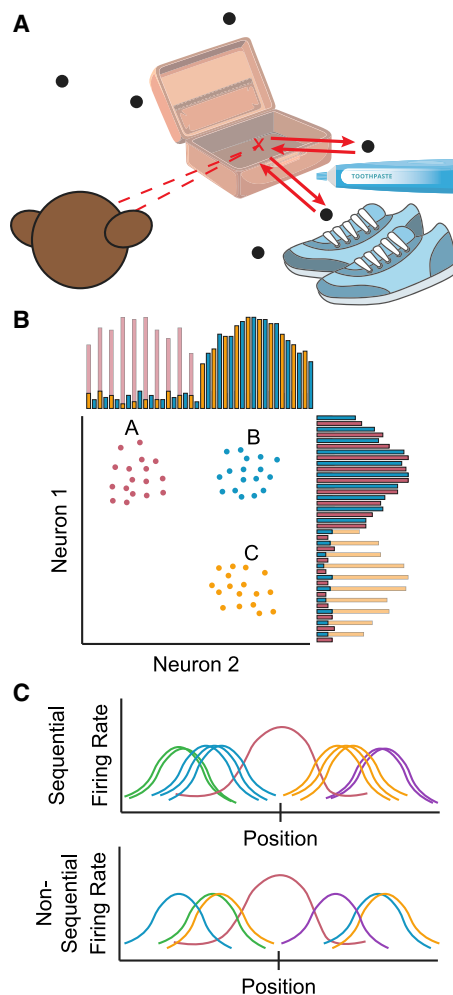 A
X
TOOTHPASTE
B
A
B
C
Neuron 1
Neuron 2
C
Sequential
Firing Rate
Position
Non-
Sequential
Firing Rate
Position